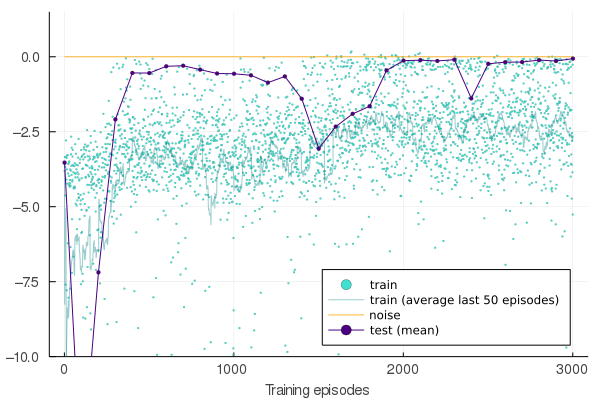 0.0
−2.5
−5.0
−7.5
−10.0
0
1000
2000
3000
Training episodes
train
train (average last 50 episodes)
noise
test (mean)